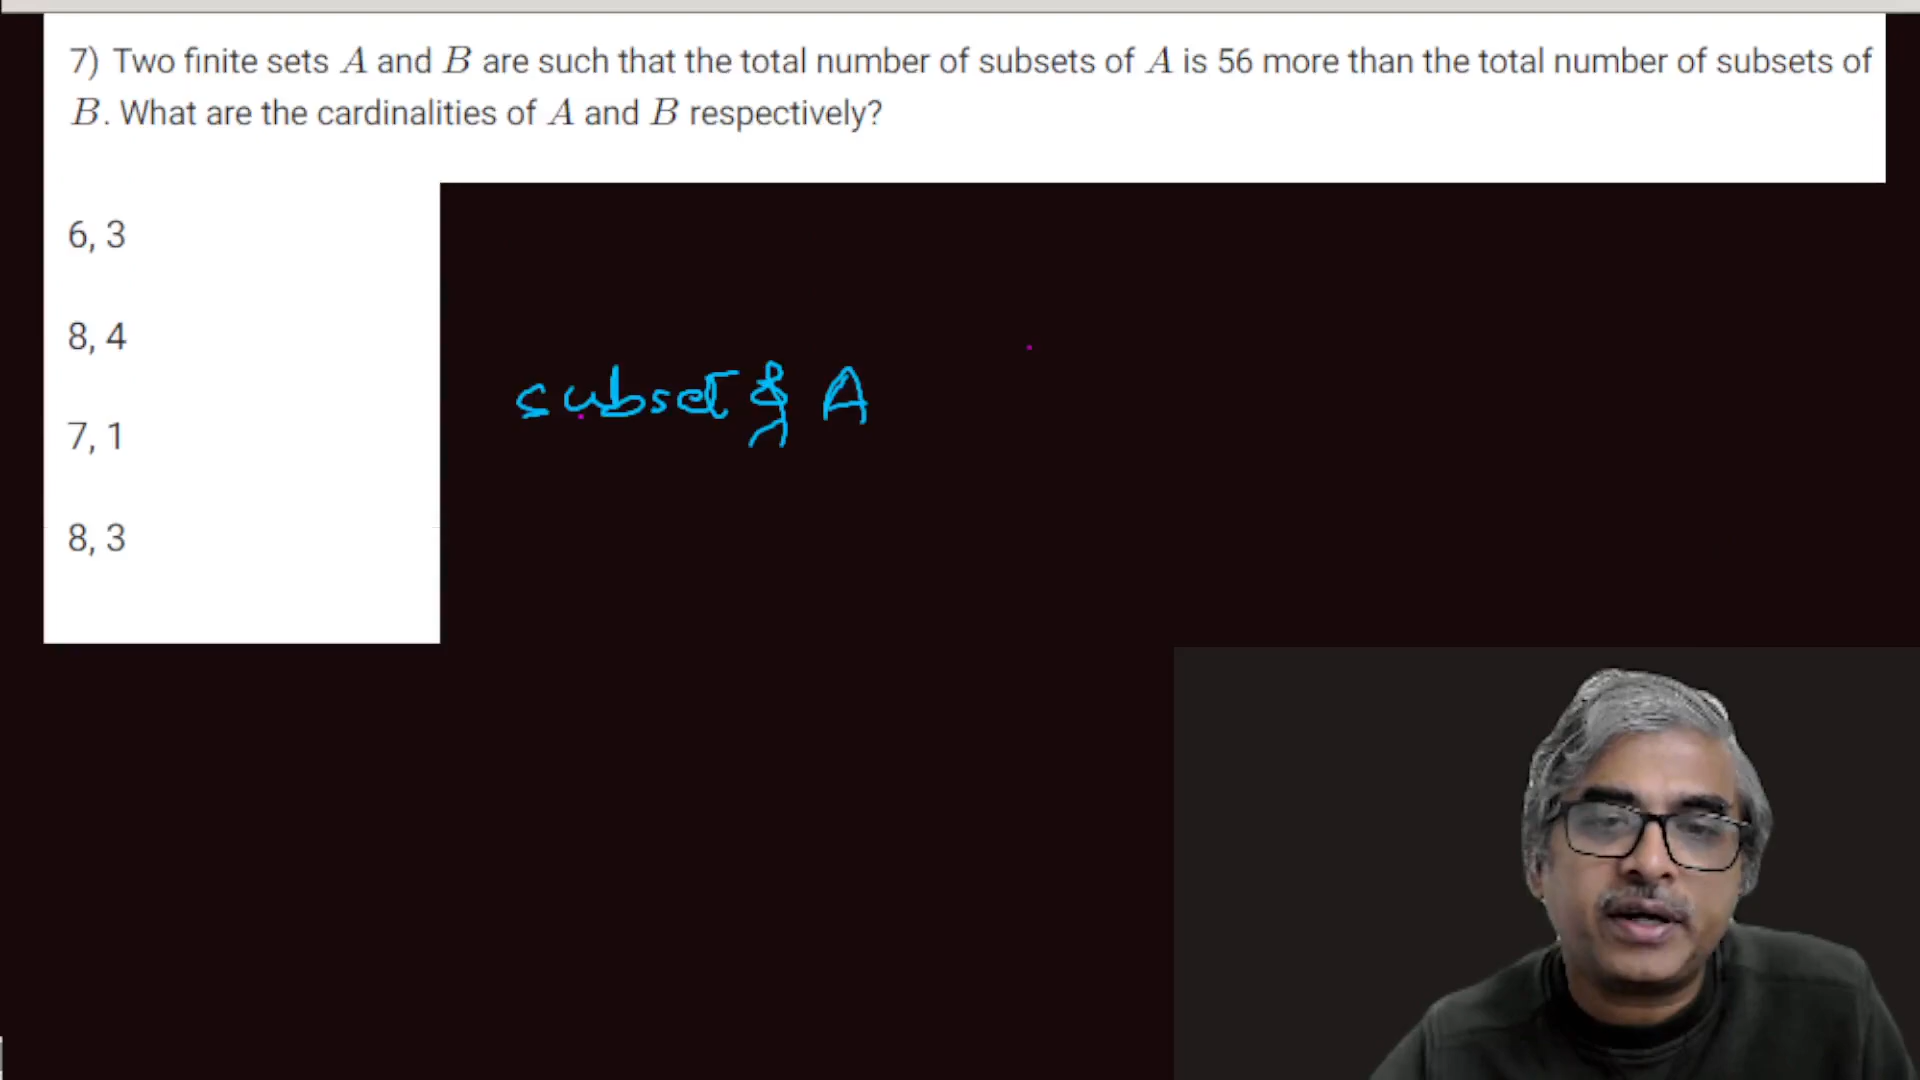 7) Two finite sets A and B are such that the total number of subsets of A is 56 more than the total number of subsets of
B. What are the cardinalities of A and B respectively?
6, 3
8, 4
subset of A
7, 1
8, 3